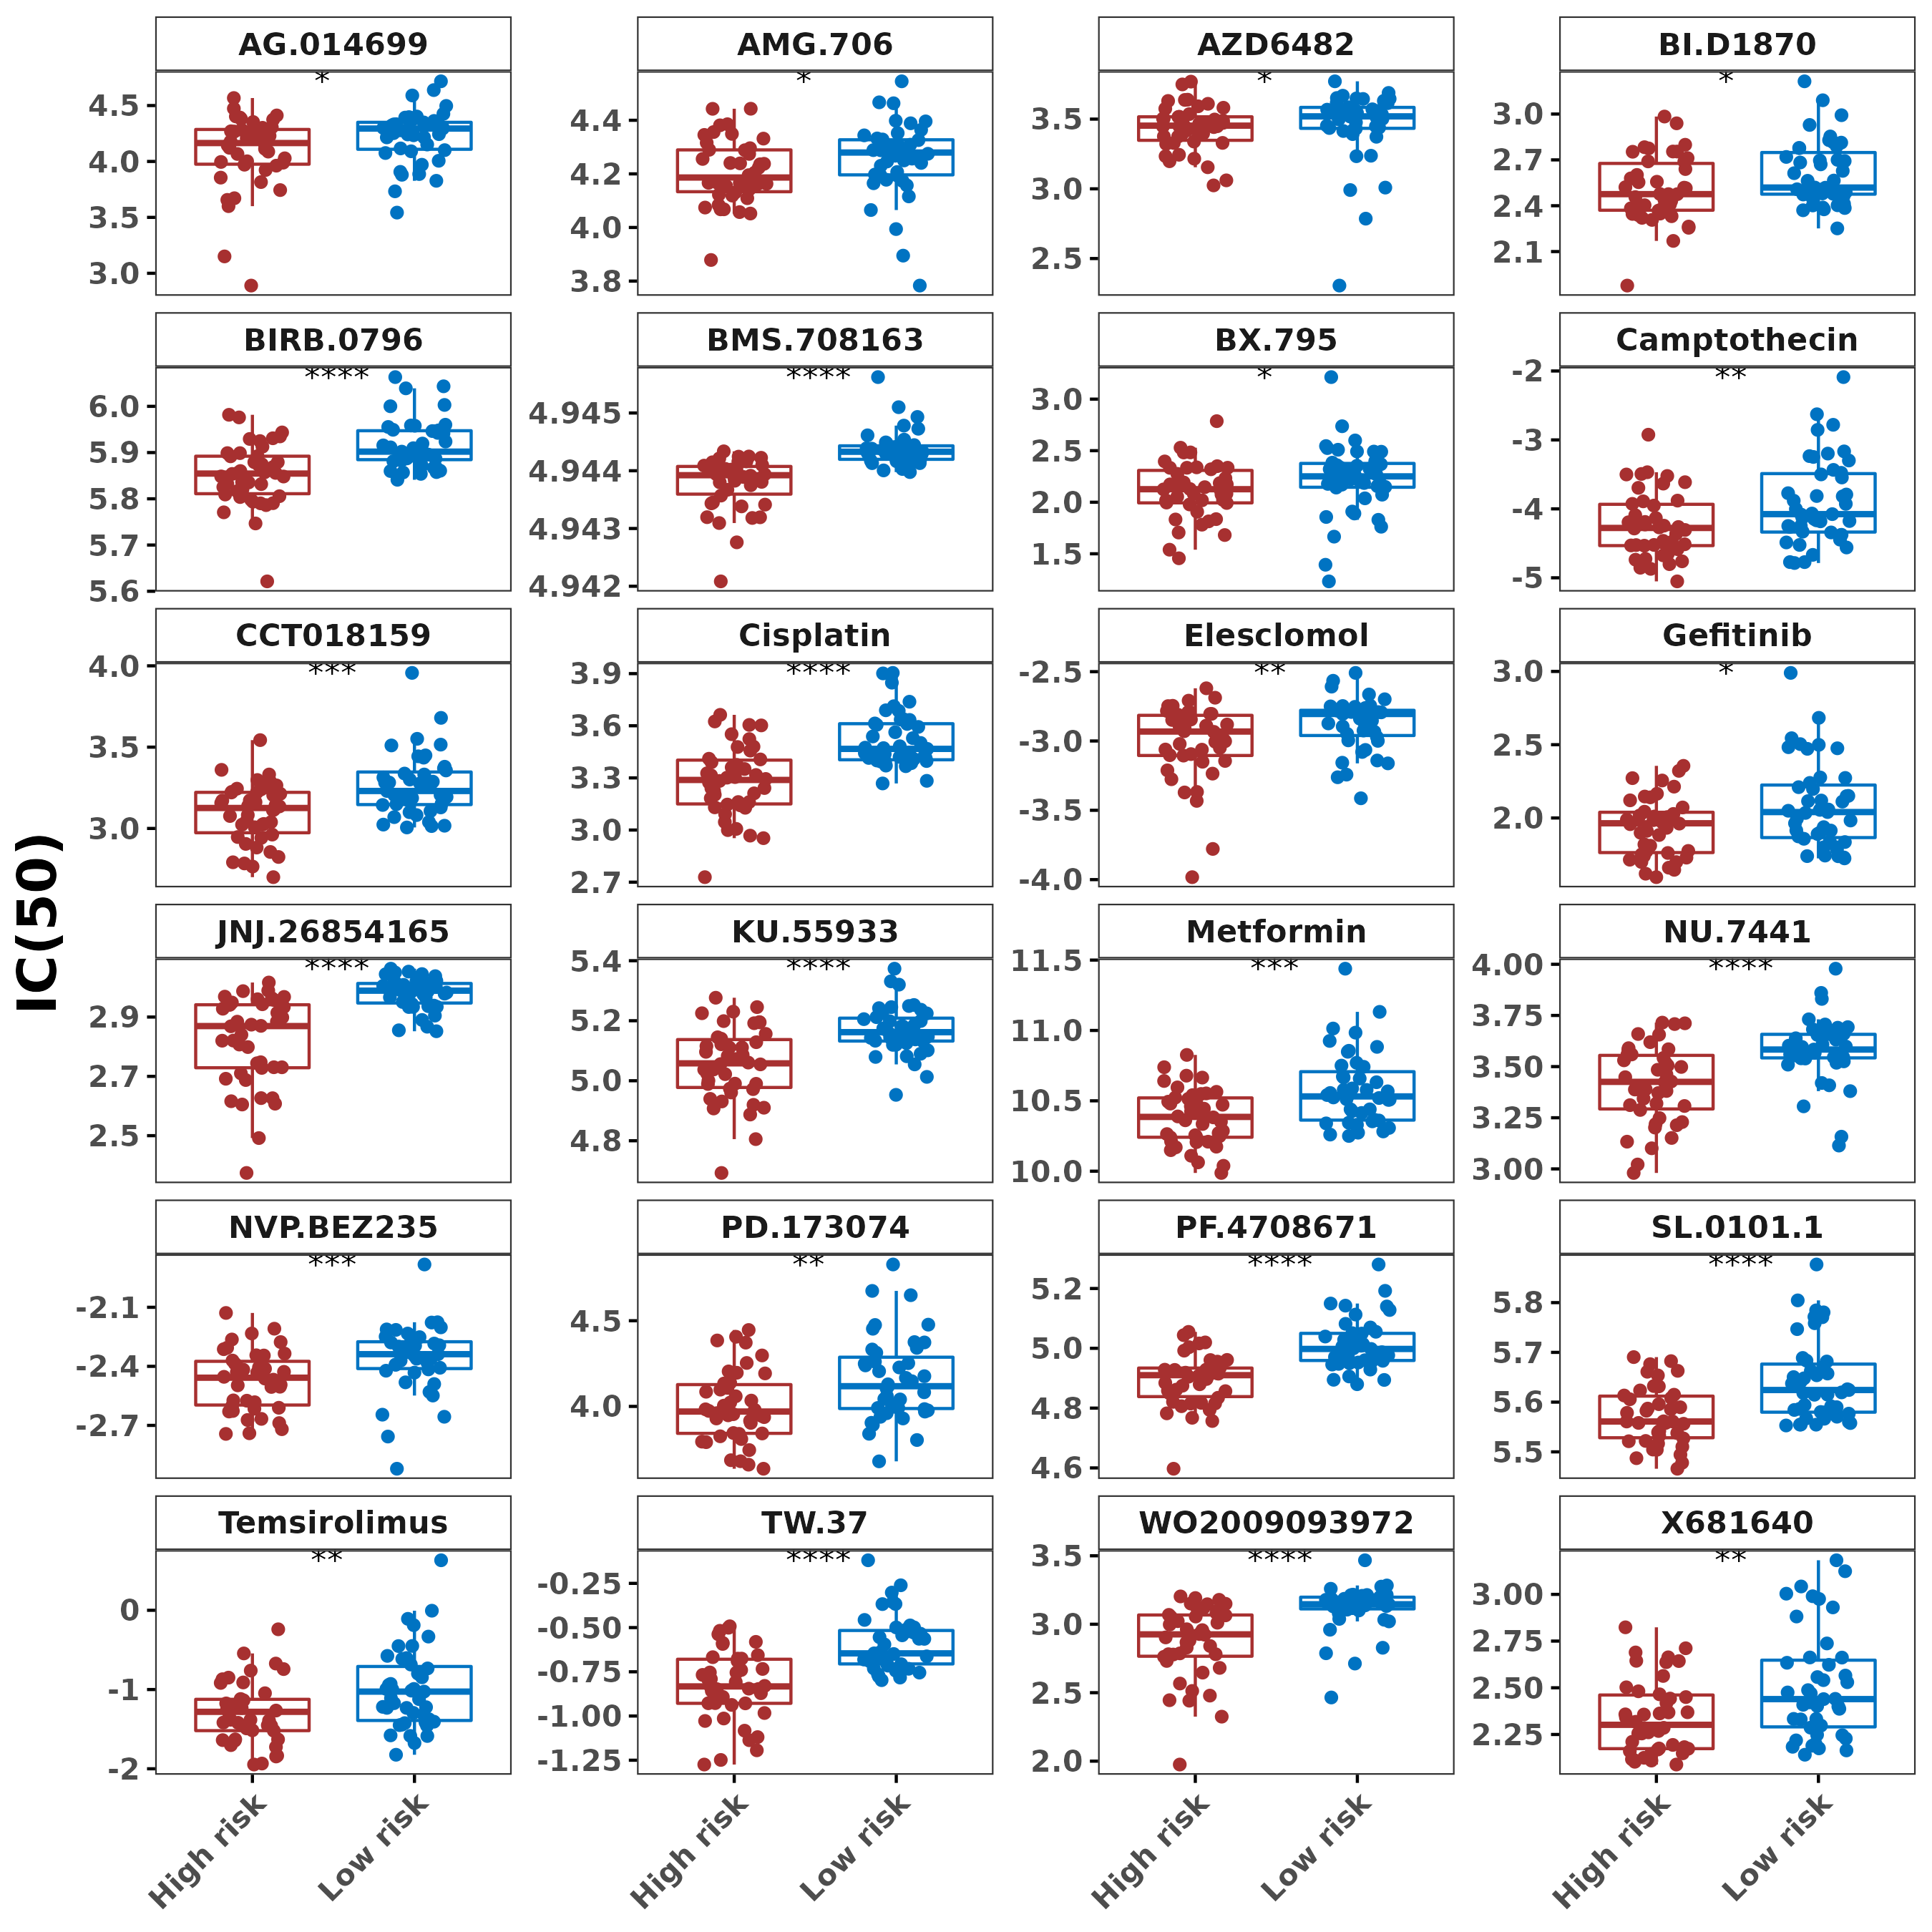 AG.014699 AMG.706 AZD6482 BI.D1870
* * * *
4.5 4.0 3.5 3.0
4.4 4.2 4.0 3.8
3.5 3.0 2.5
3.0 2.7 2.4 2.1
BIRB.0796 BMS.708163 BX.795 Camptothecin
**** **** * **
6.0 5.9 5.8 5.7 5.6
4.945 4.944 4.943 4.942
3.0 2.5 2.0 1.5
-2 -3 -4 -5
CCT018159 Cisplatin Elesclomol Gefitinib
*** **** ** *
4.0 3.5 3.0
3.9 3.6 3.3 3.0 2.7
-2.5 -3.0 -3.5 -4.0
3.0 2.5 2.0
IC(50)
JNJ.26854165 KU.55933 Metformin NU.7441
**** **** *** ****
2.9 2.7 2.5
5.4 5.2 5.0 4.8
11.5 11.0 10.5 10.0
4.00 3.75 3.50 3.25 3.00
NVP.BEZ235 PD.173074 PF.4708671 SL.0101.1
*** ** **** ****
-2.1 -2.4 -2.7
4.5 4.0
5.2 5.0 4.8 4.6
5.8 5.7 5.6 5.5
Temsirolimus TW.37 WO2009093972 X681640
** **** **** **
0 -1 -2
-0.25 -0.50 -0.75 -1.00 -1.25
3.5 3.0 2.5 2.0
3.00 2.75 2.50 2.25
High risk Low risk High risk Low risk High risk Low risk High risk Low risk